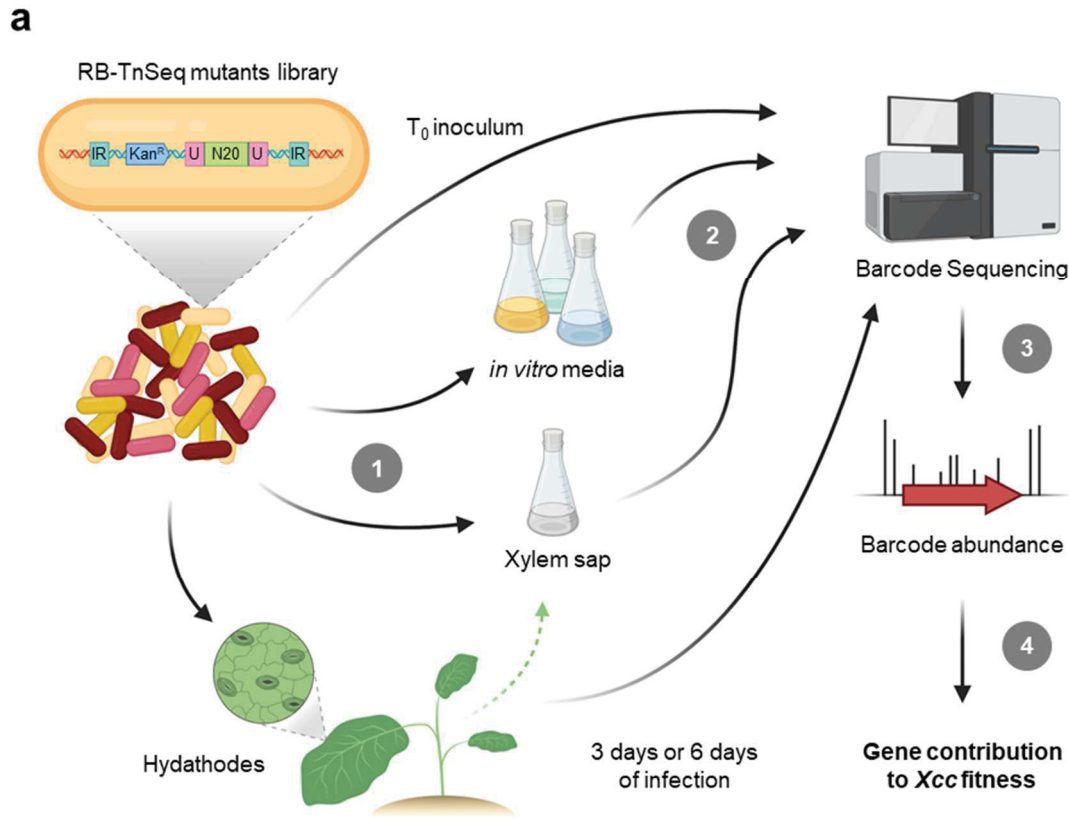 a
RB-TnSeq mutants library
IR
Kanᴿ
U
N20
U
IR
T₀ inoculum
in vitro media
1
2
Xylem sap
Hydathodes
3 days or 6 days
of infection
Barcode Sequencing
3
Barcode abundance
4
Gene contribution
to Xcc fitness